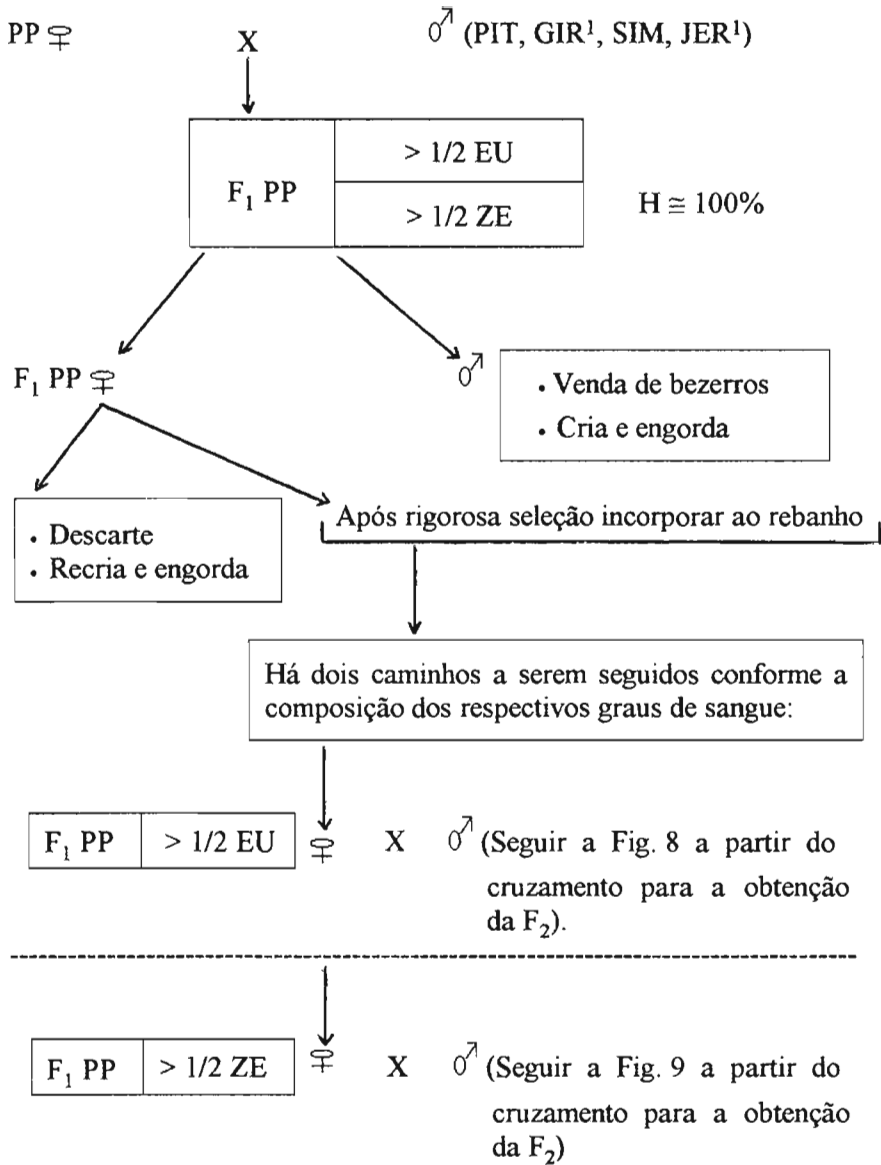 PP ♀ X ♂ (PIT, GIR¹, SIM, JER¹)
F₁ PP
> 1/2 EU
> 1/2 ZE
H ≅ 100%
F₁ PP ♀
♂
• Venda de bezerros
• Cria e engorda
• Descarte
• Recria e engorda
Após rigorosa seleção incorporar ao rebanho
Há dois caminhos a serem seguidos conforme a
composição dos respectivos graus de sangue:
F₁ PP > 1/2 EU ♀ X ♂ (Seguir a Fig. 8 a partir do
cruzamento para a obtenção
da F₂).
F₁ PP > 1/2 ZE ♀ X ♂ (Seguir a Fig. 9 a partir do
cruzamento para a obtenção
da F₂)